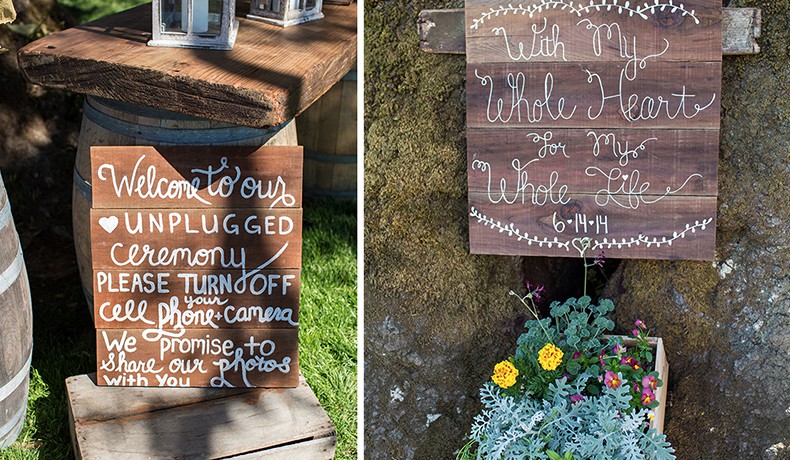 Welcome to our
UNPLUGGED
Ceremony
PLEASE TURN OFF
your
cell phone + camera
We promise to
share our photos
with you
With My
Whole Heart
For My
Whole Life
6·14·14